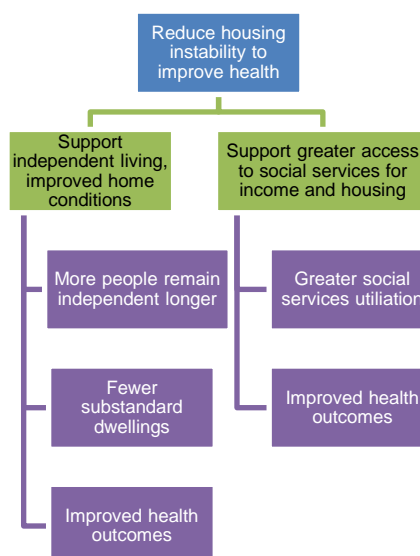 Reduce housing
instability to
improve health
Support
independent living,
improved home
conditions
Support greater access
to social services for
income and housing
More people remain
independent longer
Fewer
substandard
dwellings
Improved health
outcomes
Greater social
services utiliation
Improved health
outcomes